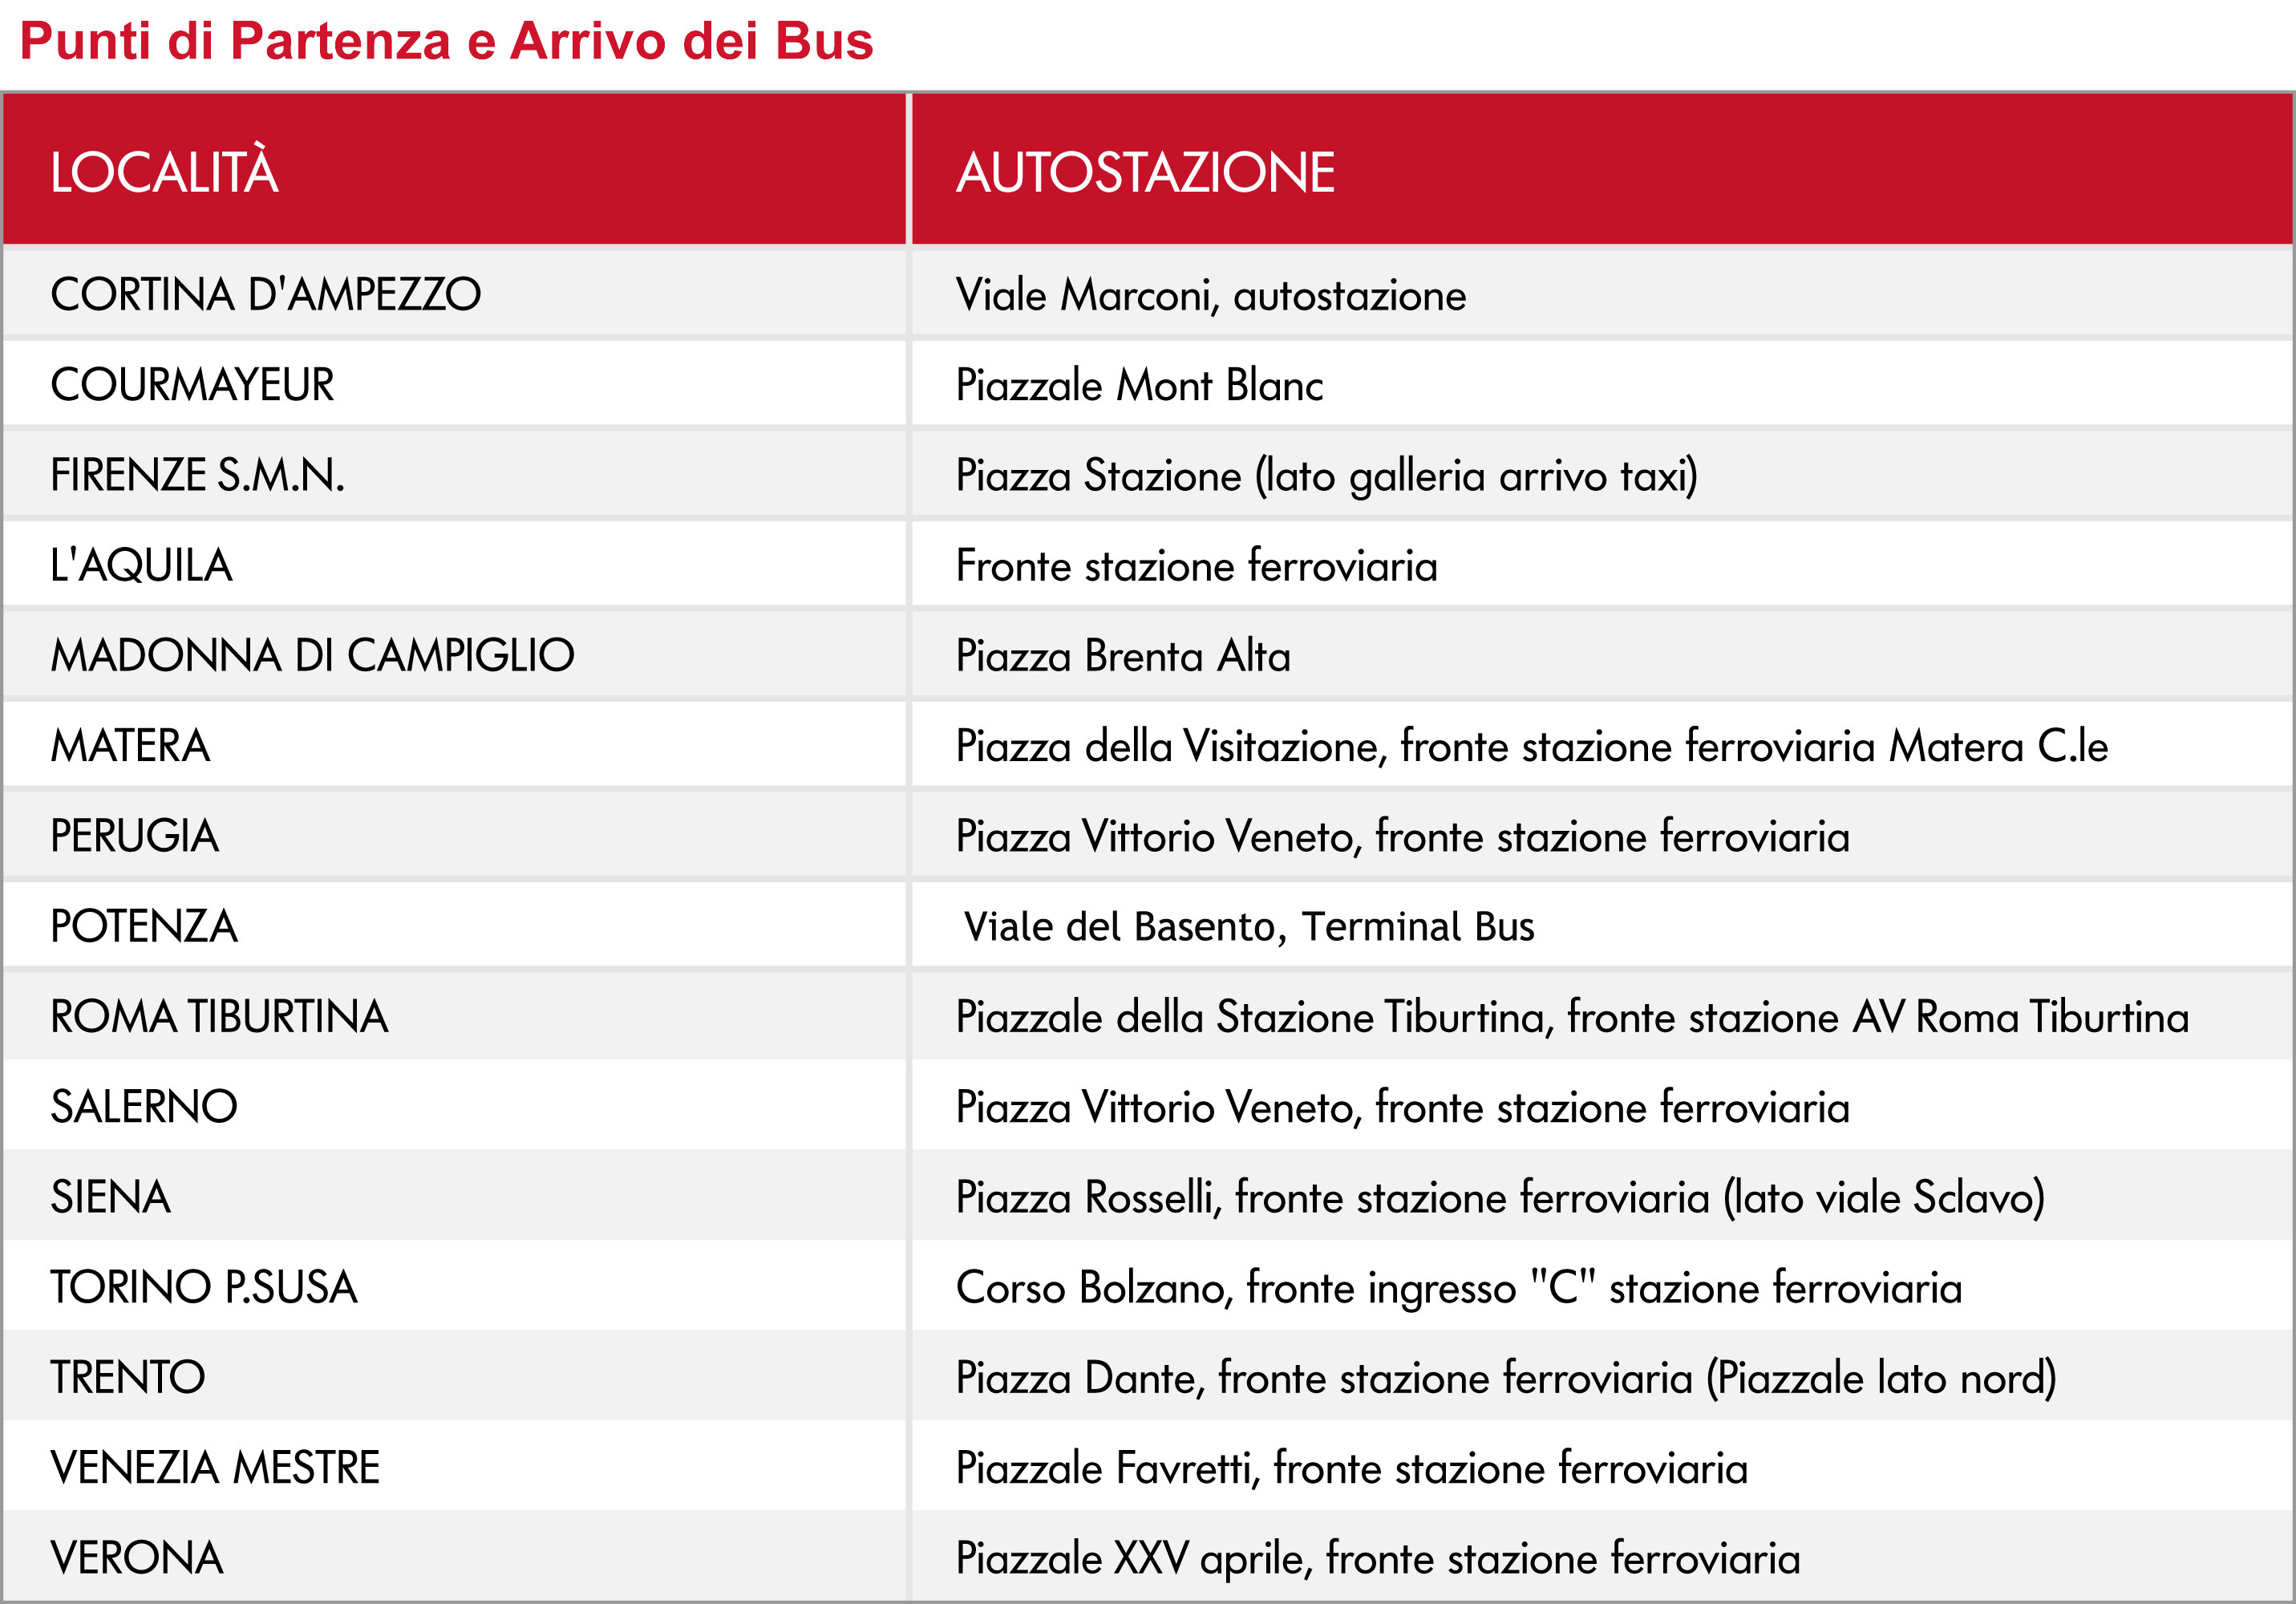 Punti di Partenza e Arrivo dei Bus
LOCALITÀ AUTOSTAZIONE
CORTINA D'AMPEZZO Viale Marconi, autostazione
COURMAYEUR Piazzale Mont Blanc
FIRENZE S.M.N. Piazza Stazione (lato galleria arrivo taxi)
L'AQUILA Fronte stazione ferroviaria
MADONNA DI CAMPIGLIO Piazza Brenta Alta
MATERA Piazza della Visitazione, fronte stazione ferroviaria Matera C.le
PERUGIA Piazza Vittorio Veneto, fronte stazione ferroviaria
POTENZA Viale del Basento, Terminal Bus
ROMA TIBURTINA Piazzale della Stazione Tiburtina, fronte stazione AV Roma Tiburtina
SALERNO Piazza Vittorio Veneto, fronte stazione ferroviaria
SIENA Piazza Rosselli, fronte stazione ferroviaria (lato viale Sclavo)
TORINO P.SUSA Corso Bolzano, fronte ingresso "C" stazione ferroviaria
TRENTO Piazza Dante, fronte stazione ferroviaria (Piazzale lato nord)
VENEZIA MESTRE Piazzale Favretti, fronte stazione ferroviaria
VERONA Piazzale XXV aprile, fronte stazione ferroviaria